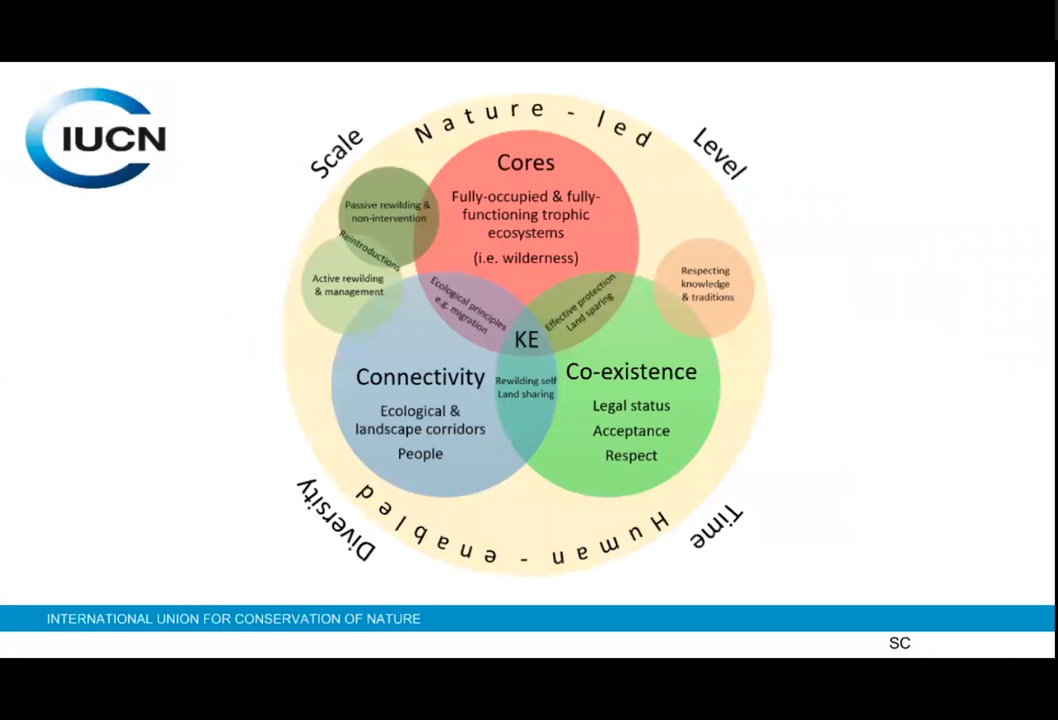 IUCN
Scale
Nature-led
Level
Cores
Fully-occupied & fully-
functioning trophic
ecosystems
(i.e. wilderness)
Passive rewilding &
non-intervention
Reintroductions
Active rewilding
& management
Respecting
knowledge
& traditions
Ecological principles
e.g. migration
Effective protection
Land sparing
KE
Connectivity
Ecological &
landscape corridors
People
Rewilding self
Land sharing
Co-existence
Legal status
Acceptance
Respect
Diversity
Human-enabled
Time
INTERNATIONAL UNION FOR CONSERVATION OF NATURE
SC